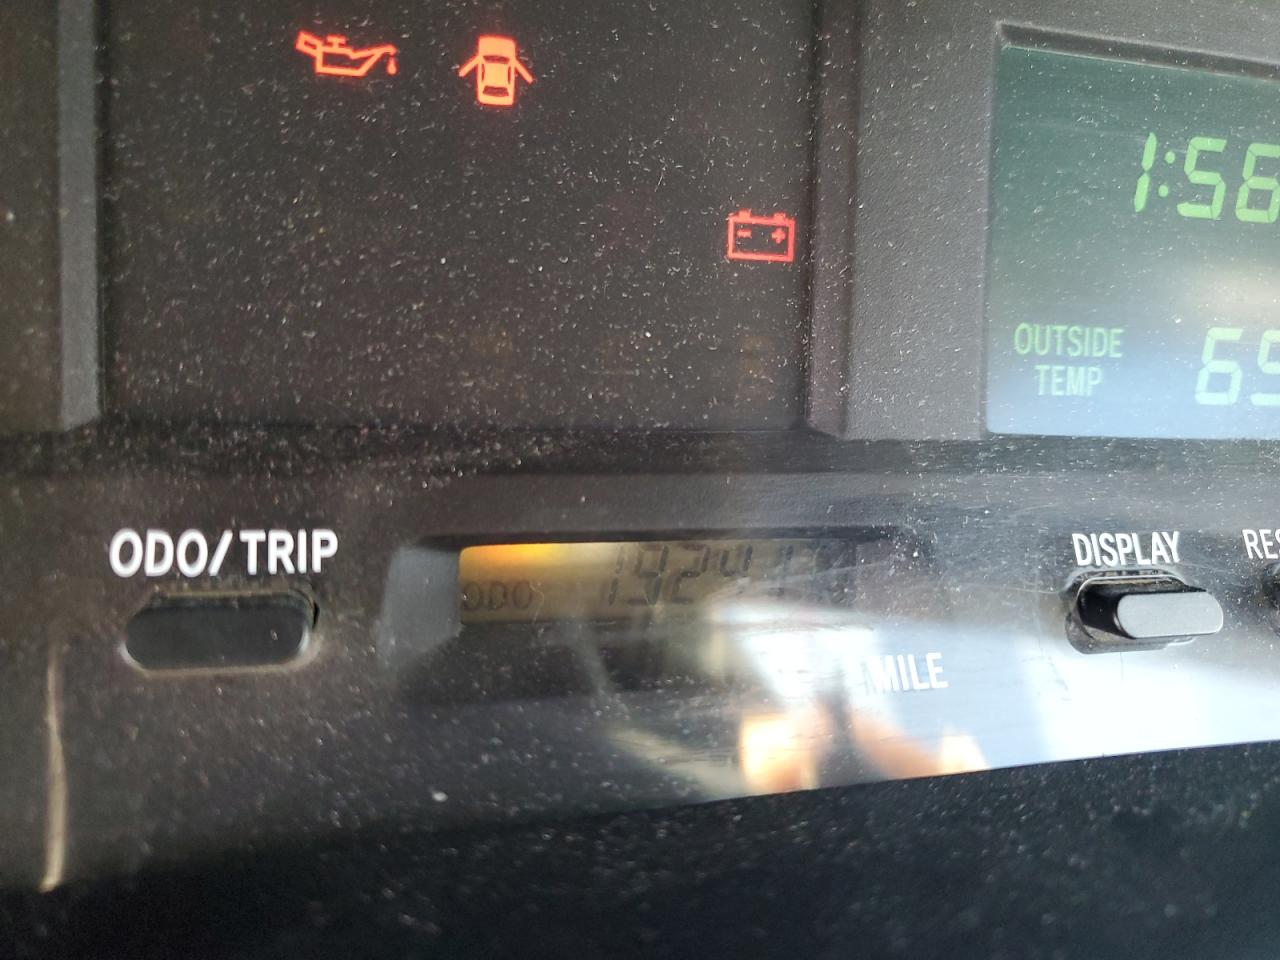 1:56
OUTSIDE
TEMP
ODO/TRIP
ODO
DISPLAY
MILE